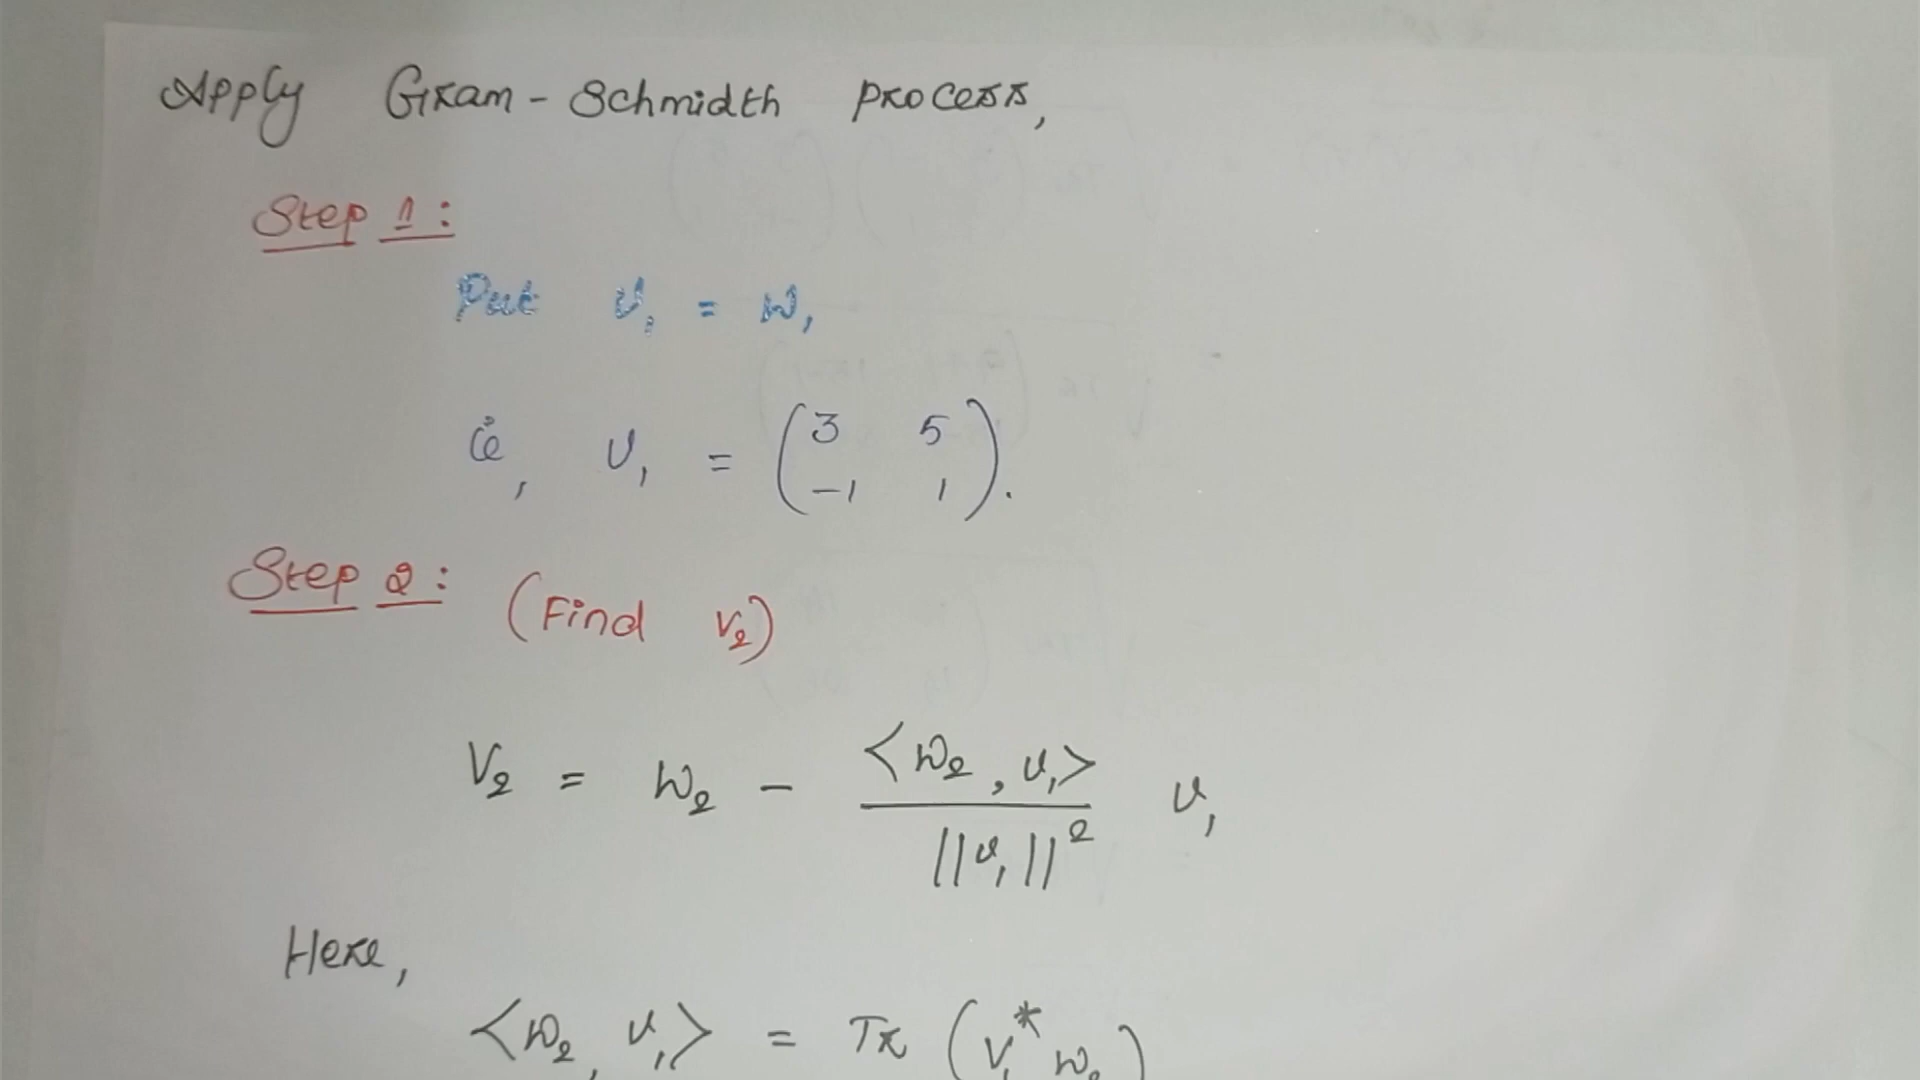 Apply Gram-Schmidth process,
Step 1:
Put v₁ = w₁
ie, v₁ = (3 5
-1 1).
Step 2: (Find v₂)
v₂ = w₂ - <w₂, v₁> / ||v₁||² v₁
Here,
<w₂, v₁> = Tr (v₁* w₂)